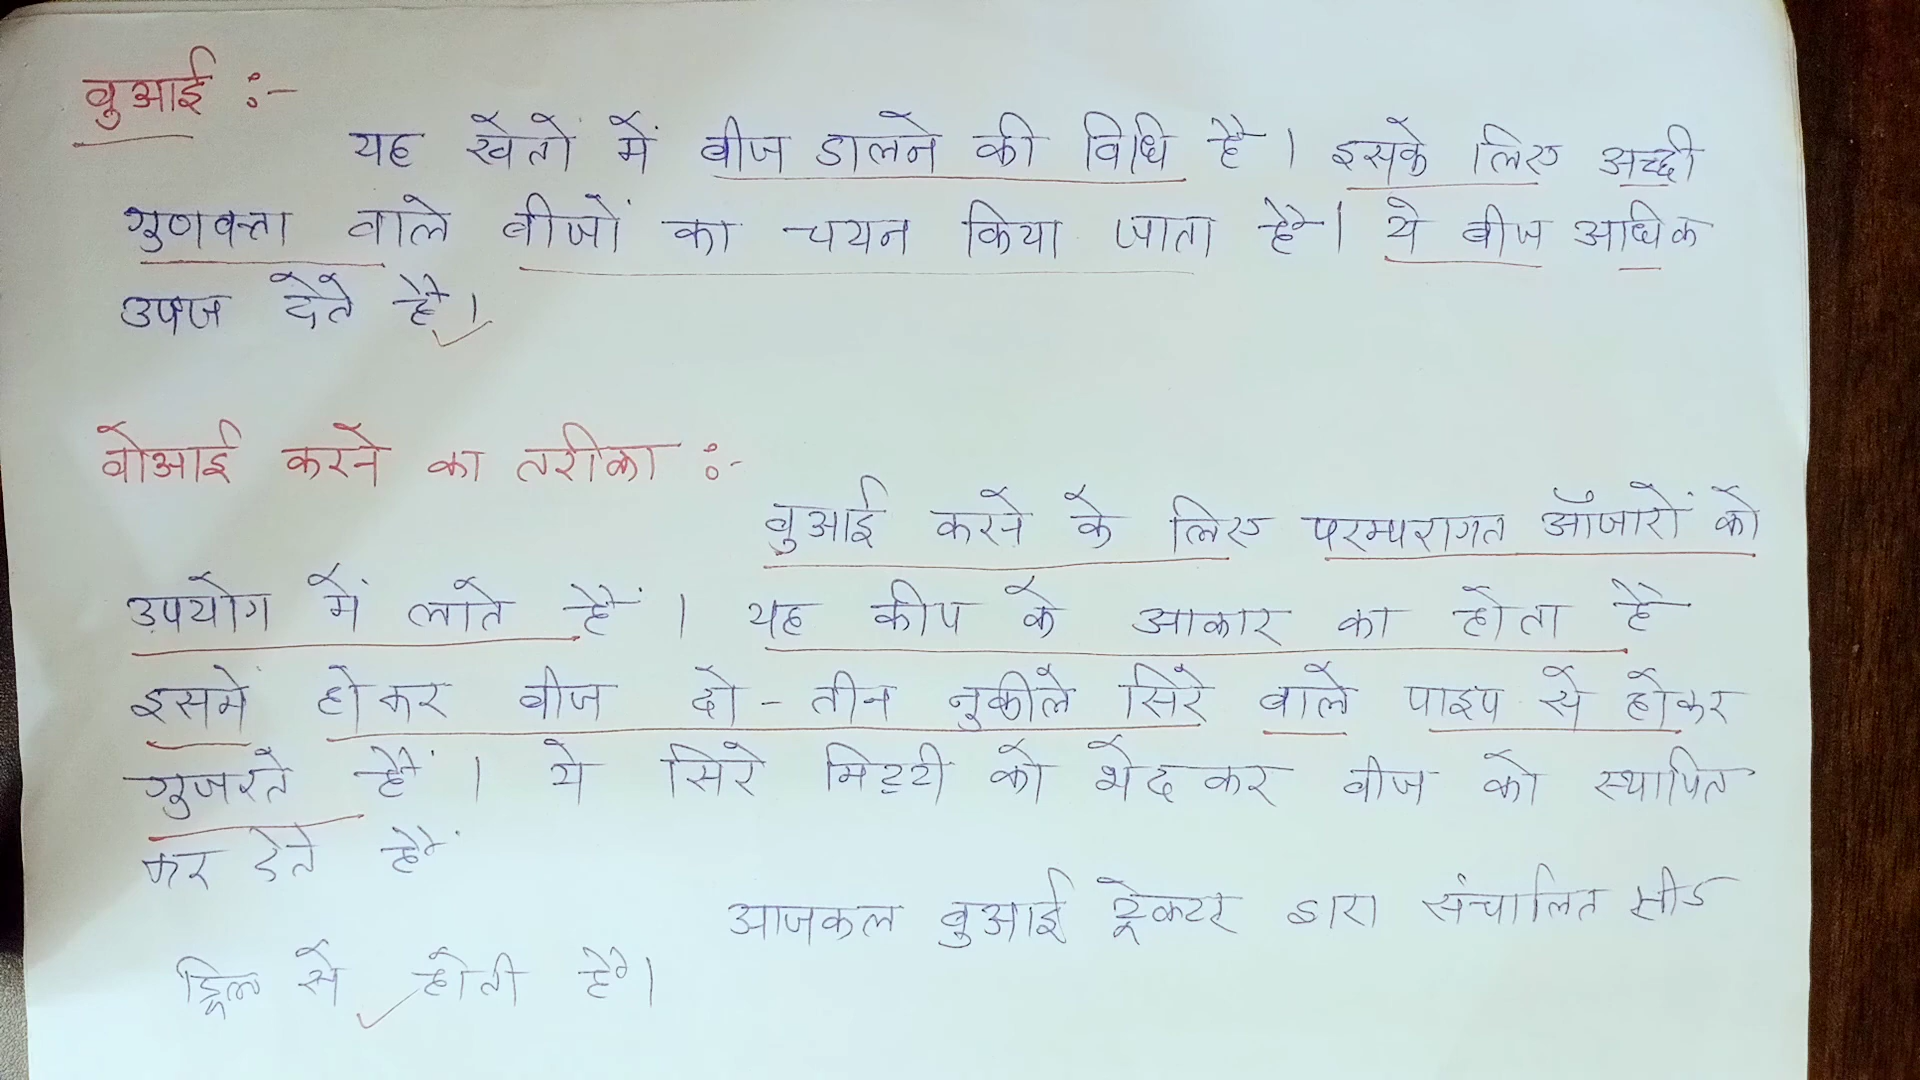 बुआई :-
यह खेतों में बीज डालने की विधि है। इसके लिए अच्छी
गुणवत्ता वाले बीजों का चयन किया जाता है। ये बीज अधिक
उपज देते है।
बोआई करने का तरीका :-
बुआई करने के लिए परम्परागत औजारों को
उपयोग में लाते हैं। यह कीप के आकार का होता है
इसमे होकर बीज दो - तीन नुकीले सिरे वाले पाइप से होकर
गुजरते हैं। ये सिरे मिट्टी को भेदकर बीज को स्थापित
कर देते हैं
आजकल बुआई ट्रेक्टर द्वारा संचालित सीड
ड्रिल से होती है।